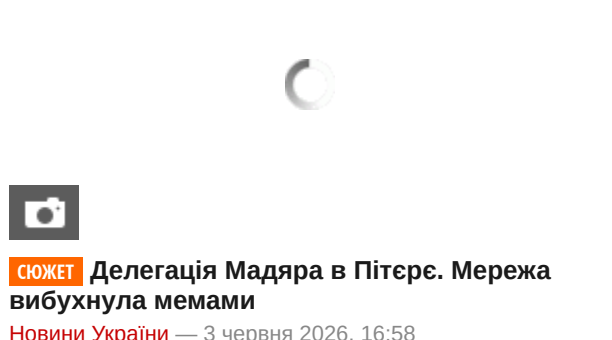 СЮЖЕТ Делегація Мадяра в Пітєрє. Мережа
вибухнула мемами
Новини України — 3 червня 2026, 16:58